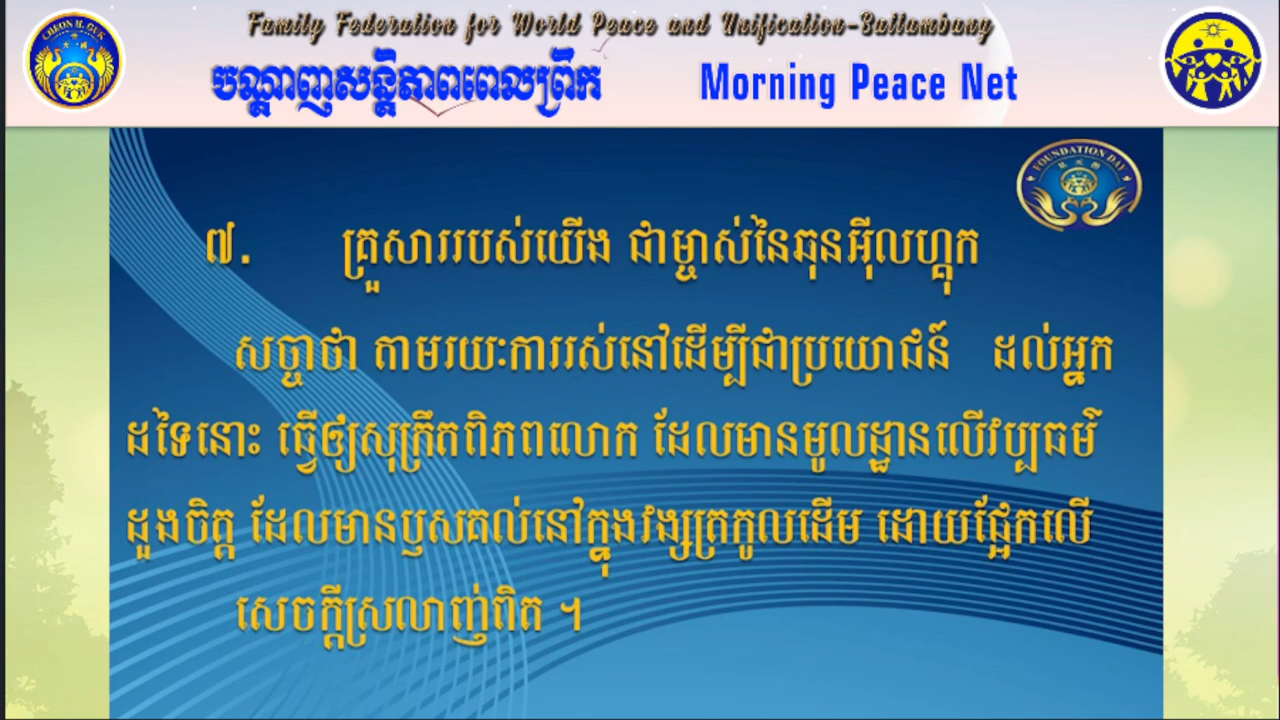 Family Federation for World Peace and Unification-Sallambang
បណ្ដាញសន្តិភាពពេលព្រឹក Morning Peace Net
CHEON IL GUK
FOUNDATION DAY
៧. គ្រួសាររបស់យើង ជាម្ចាស់នៃឆុនអ៊ីលហ្គុក
សច្ចាថា តាមរយៈការរស់នៅដើម្បីជាប្រយោជន៍ ដល់អ្នក
ដទៃនោះ ធ្វើឲ្យសុក្រឹតពិភពលោក ដែលមានមូលដ្ឋានលើវប្បធម៌
ដួងចិត្ត ដែលមានឫសគល់នៅក្នុងវង្សត្រកូលដើម ដោយផ្អែកលើ
សេចក្ដីស្រលាញ់ពិត ។